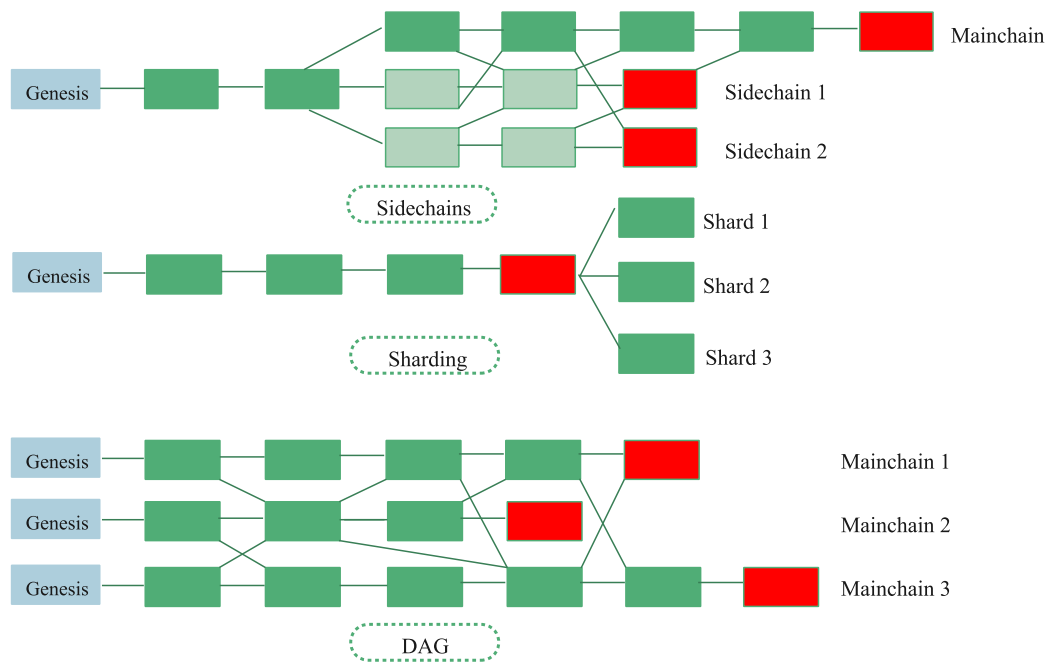 Mainchain
Genesis
Sidechain 1
Sidechain 2
Sidechains
Shard 1
Genesis
Shard 2
Shard 3
Sharding
Genesis
Mainchain 1
Genesis
Mainchain 2
Genesis
Mainchain 3
DAG